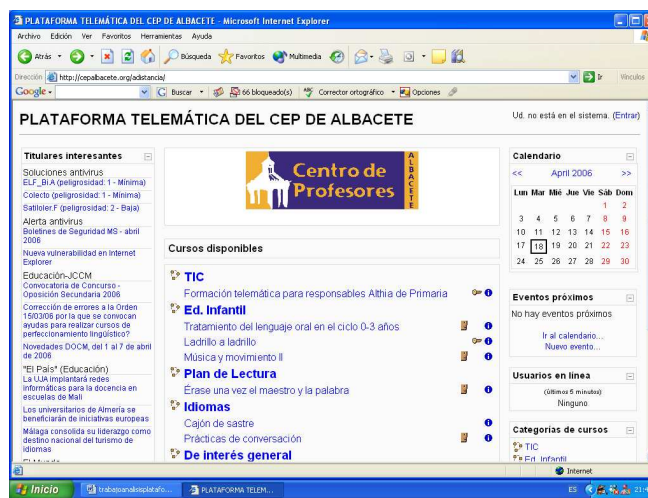 PLATAFORMA TELEMÁTICA DEL CEP DE ALBACETE - Microsoft Internet Explorer
Archivo Edición Ver Favoritos Herramientas Ayuda
Atrás Búsqueda Favoritos Multimedia
Dirección http://cepalbacete.org/adistancia/ Ir Vínculos
Google Buscar 66 bloqueado(s) Corrector ortográfico Opciones
PLATAFORMA TELEMÁTICA DEL CEP DE ALBACETE
Ud. no está en el sistema. (Entrar)
Titulares interesantes
Soluciones antivirus
ELF_Bi.A (peligrosidad: 1 - Mínima)
Colecto (peligrosidad: 1 - Mínima)
Satiloler.F (peligrosidad: 2 - Baja)
Alerta antivirus
Boletines de Seguridad MS - abril
2006
Nueva vulnerabilidad en Internet
Explorer
Educación-JCCM
Convocatoria de Concurso -
Oposición Secundaria 2006
Corrección de errores a la Orden
15/03/06 por la que se convocan
ayudas para realizar cursos de
perfeccionamiento lingüístico?
Novedades DOCM, del 1 al 7 de abril
de 2006
"El País" (Educación)
La UJA implantará redes
informáticas para la docencia en
escuelas de Mali
Los universitarios de Almería se
beneficiarán de iniciativas europeas
Málaga consolida su liderazgo como
destino nacional del turismo de
idiomas
El Mundo
Centro de
Profesores
ALBACETE
Cursos disponibles
TIC
Formación telemática para responsables Althia de Primaria
Ed. Infantil
Tratamiento del lenguaje oral en el ciclo 0-3 años
Ladrillo a ladrillo
Música y movimiento II
Plan de Lectura
Érase una vez el maestro y la palabra
Idiomas
Cajón de sastre
Prácticas de conversación
De interés general
Calendario
<< April 2006 >>
Lun Mar Mié Jue Vie Sáb Dom
1 2
3 4 5 6 7 8 9
10 11 12 13 14 15 16
17 18 19 20 21 22 23
24 25 26 27 28 29 30
Eventos próximos
No hay eventos próximos
Ir al calendario...
Nuevo evento...
Usuarios en línea
(últimos 5 minutos)
Ninguno
Categorías de cursos
TIC
Ed. Infantil
Internet
Inicio trabajoanalisisplatafo... PLATAFORMA TELEM... ES